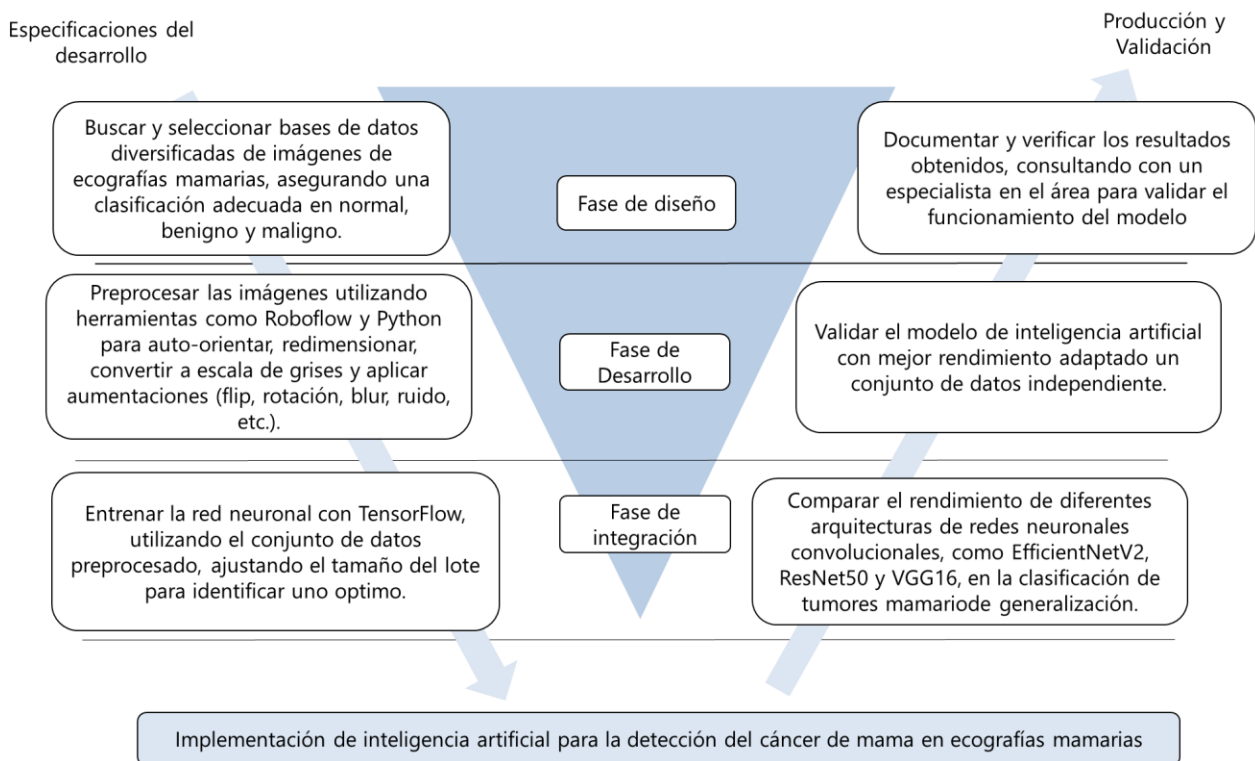 Especificaciones del
desarrollo
Producción y
Validación
Buscar y seleccionar bases de datos
diversificadas de imágenes de
ecografías mamarias, asegurando una
clasificación adecuada en normal,
benigno y maligno.
Fase de diseño
Documentar y verificar los resultados
obtenidos, consultando con un
especialista en el área para validar el
funcionamiento del modelo
Preprocesar las imágenes utilizando
herramientas como Roboflow y Python
para auto-orientar, redimensionar,
convertir a escala de grises y aplicar
aumentaciones (flip, rotación, blur, ruido,
etc.).
Fase de
Desarrollo
Validar el modelo de inteligencia artificial
con mejor rendimiento adaptado un
conjunto de datos independiente.
Entrenar la red neuronal con TensorFlow,
utilizando el conjunto de datos
preprocesado, ajustando el tamaño del lote
para identificar uno optimo.
Fase de
integración
Comparar el rendimiento de diferentes
arquitecturas de redes neuronales
convolucionales, como EfficientNetV2,
ResNet50 y VGG16, en la clasificación de
tumores mamariode generalización.
Implementación de inteligencia artificial para la detección del cáncer de mama en ecografías mamarias